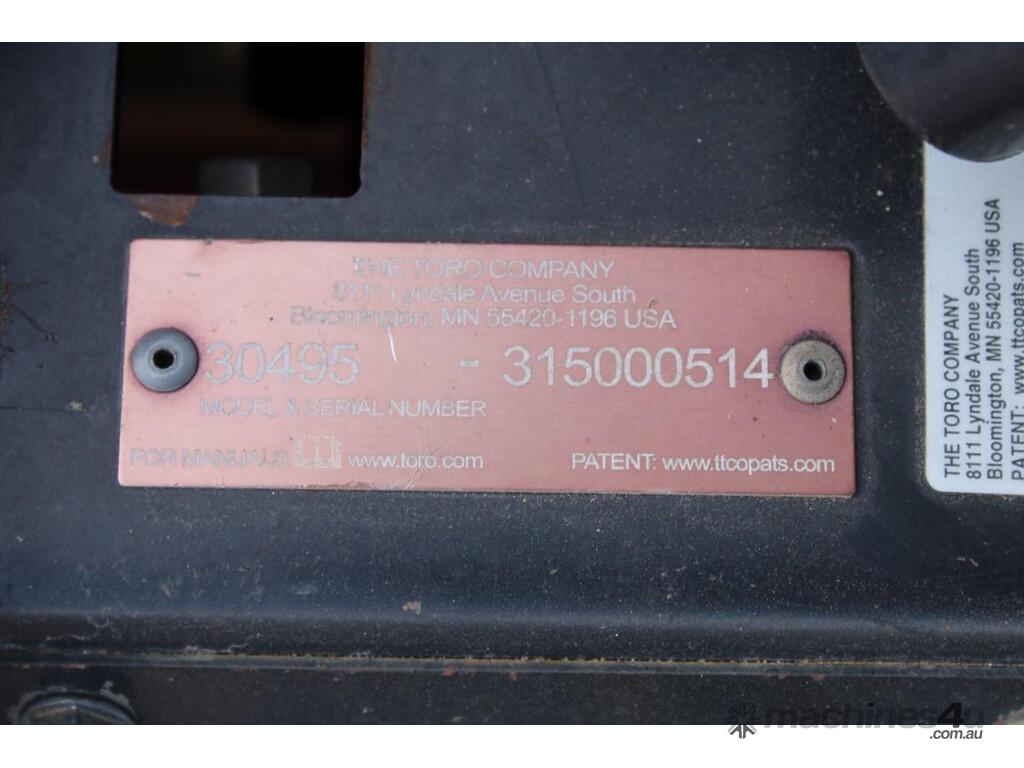 THE TORO COMPANY
8111 Lyndale Avenue South
Bloomington, MN 55420-1196 USA
30495 - 315000514
MODEL & SERIAL NUMBER
FOR MANUALS www.toro.com PATENT: www.ttcopats.com
THE TORO COMPANY
8111 Lyndale Avenue South
Bloomington, MN 55420-1196 USA
PATENT: www.ttcopats.com
machines4u
.com.au